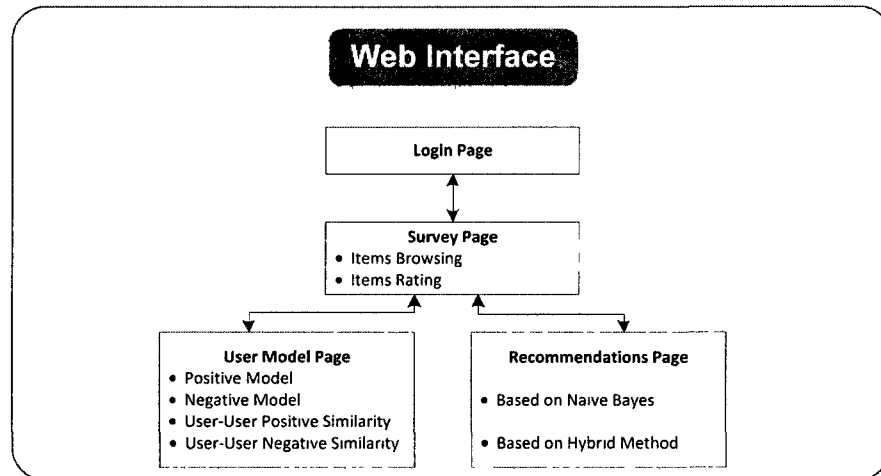 Web Interface
Login Page
Survey Page
• Items Browsing
• Items Rating
User Model Page
• Positive Model
• Negative Model
• User-User Positive Similarity
• User-User Negative Similarity
Recommendations Page
• Based on Naive Bayes
• Based on Hybrid Method